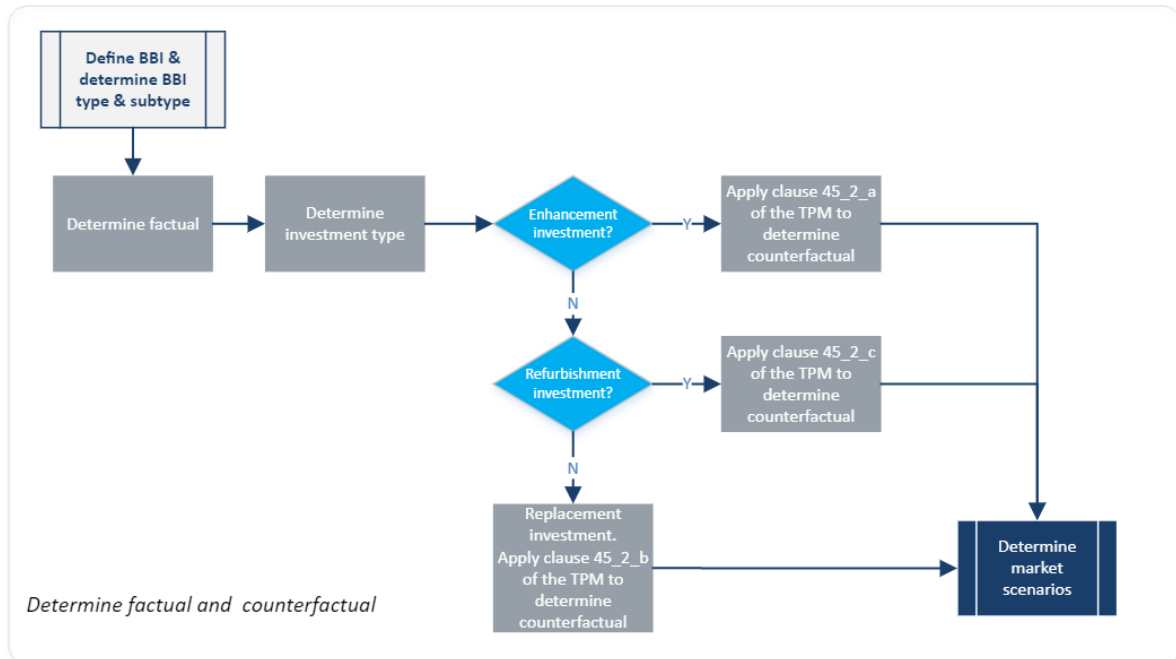 Define BBI &
determine BBI
type & subtype
Determine factual
Determine
investment type
Enhancement
investment?
Y
Apply clause 45_2_a
of the TPM to
determine
counterfactual
N
Refurbishment
investment?
Y
Apply clause 45_2_c
of the TPM to
determine
counterfactual
N
Replacement
investment.
Apply clause 45_2_b
of the TPM to
determine
counterfactual
Determine
market
scenarios
Determine factual and counterfactual